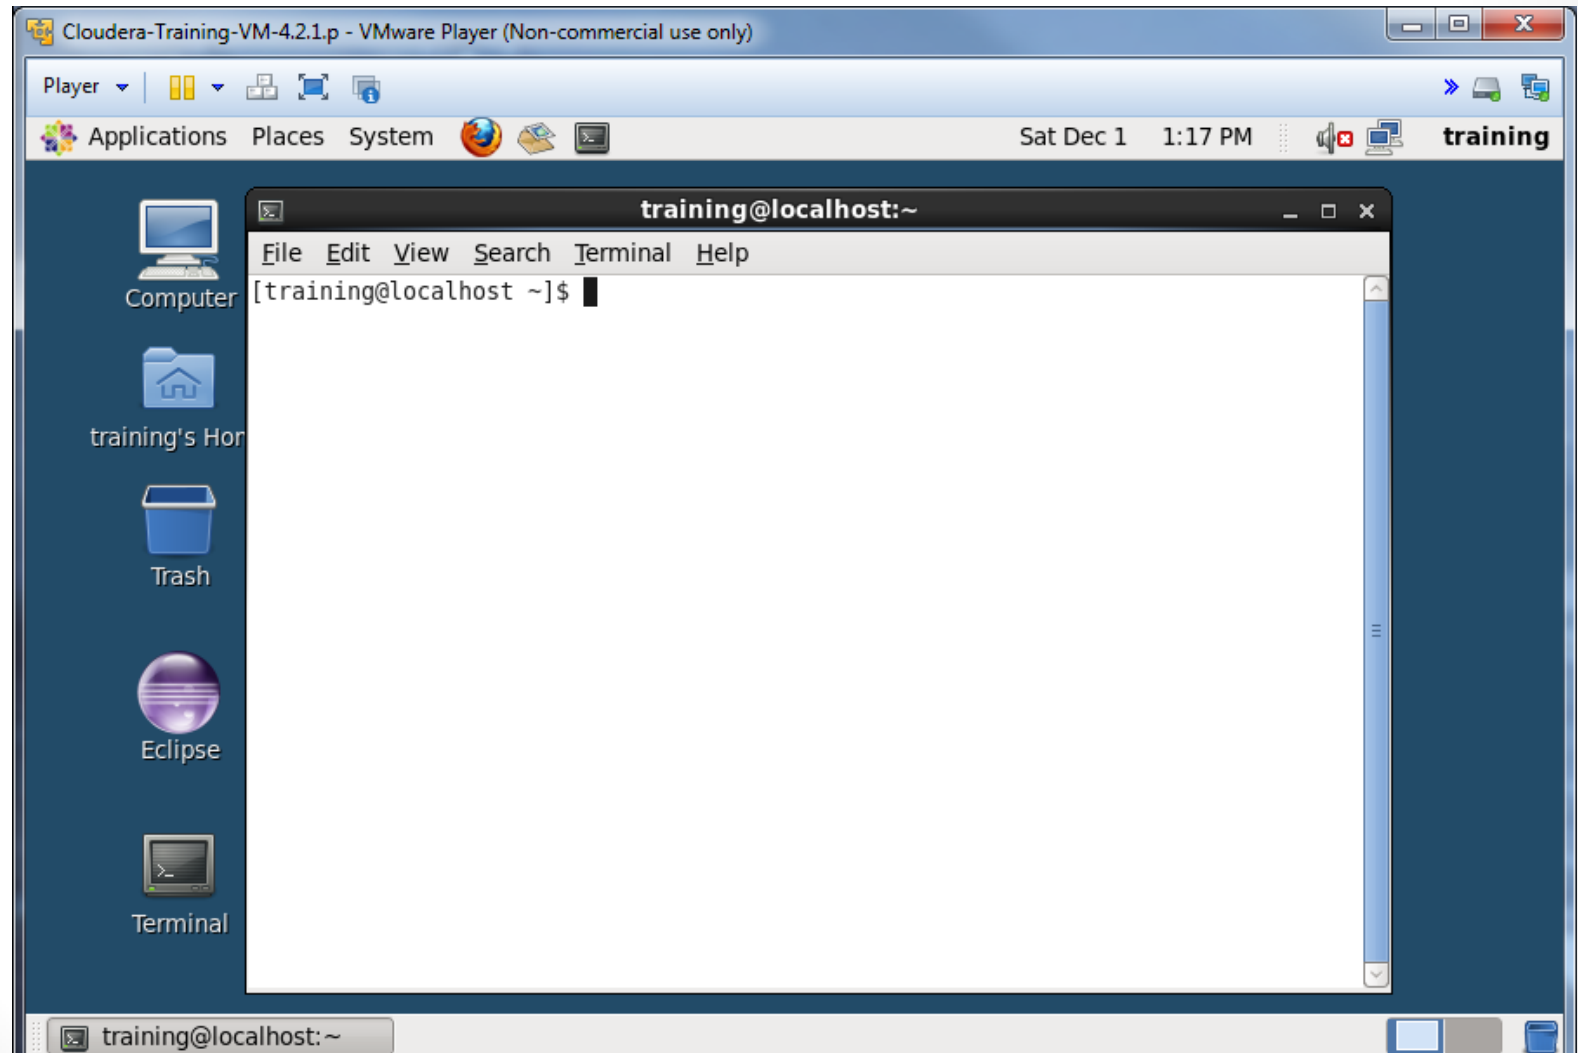 Cloudera-Training-VM-4.2.1.p - VMware Player (Non-commercial use only)
Player
Applications Places System Sat Dec 1 1:17 PM training
training@localhost:~
File Edit View Search Terminal Help
[training@localhost ~]$
Computer
training's Hor
Trash
Eclipse
Terminal
training@localhost:~